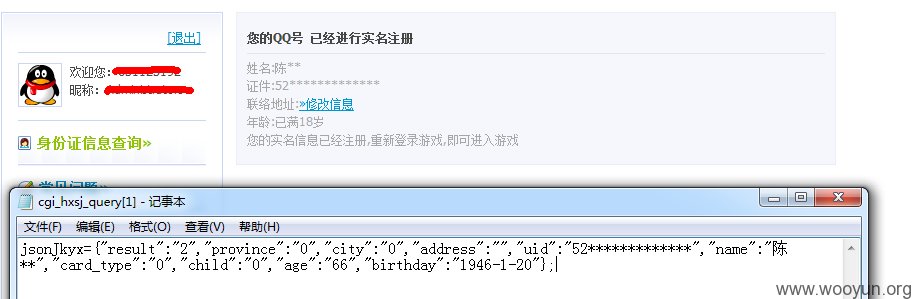 [退出]
欢迎您:
昵称:
身份证信息查询»
常见问题»
您的QQ号 已经进行实名注册
姓名:陈**
证件:52*************
联络地址:»修改信息
年龄:已满18岁
您的实名信息已经注册,重新登录游戏,即可进入游戏
cgi_hxsj_query[1] - 记事本
文件(F) 编辑(E) 格式(O) 查看(V) 帮助(H)
jsonJkyx={"result":"2","province":"0","city":"0","address":"","uid":"52*************","name":"陈
**","card_type":"0","child":"0","age":"66","birthday":"1946-1-20"};
www.wooyun.org